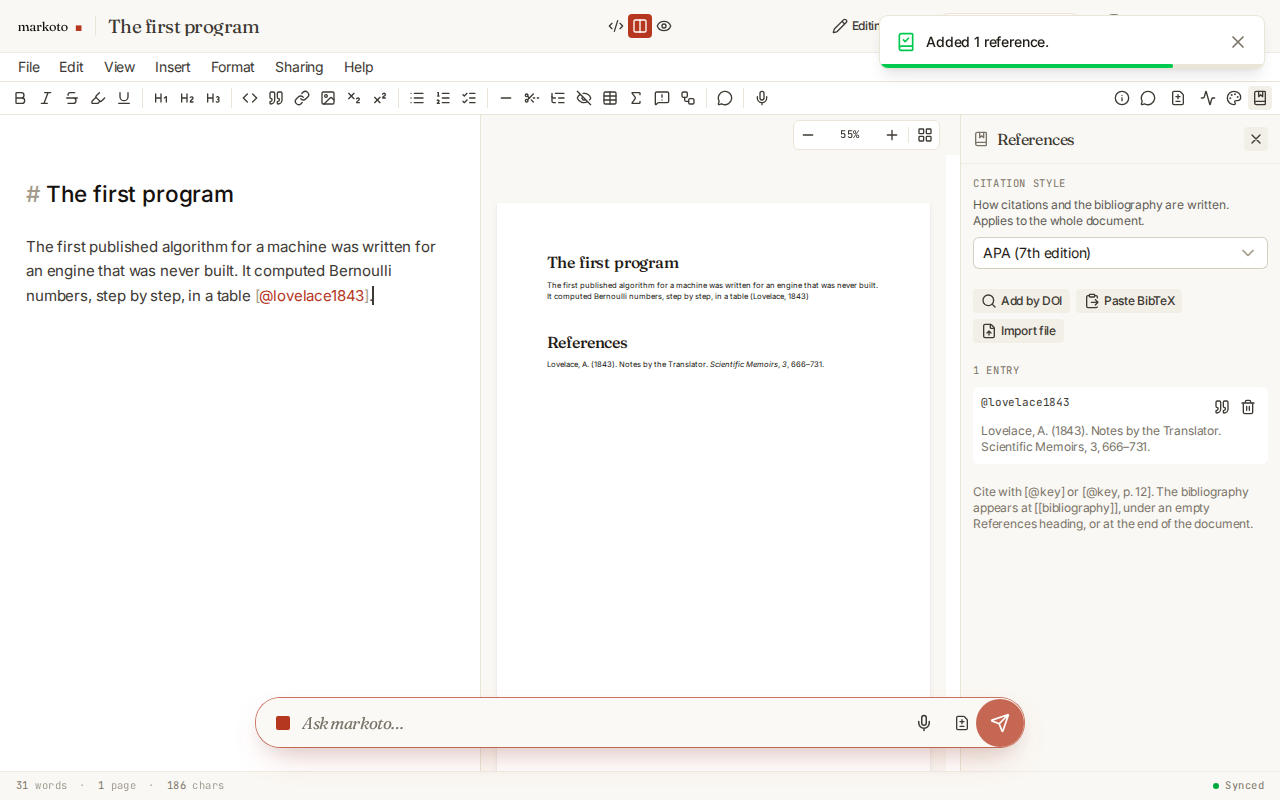 markoto
The first program
Added 1 reference.
File Edit View Insert Format Sharing Help
H1 H2 H3
55%
# The first program
The first published algorithm for a machine was written for
an engine that was never built. It computed Bernoulli
numbers, step by step, in a table [@lovelace1843].
The first program
The first published algorithm for a machine was written for an engine that was never built.
It computed Bernoulli numbers, step by step, in a table (Lovelace, 1843)
References
Lovelace, A. (1843). Notes by the Translator. Scientific Memoirs, 3, 666–731.
References
CITATION STYLE
How citations and the bibliography are written.
Applies to the whole document.
APA (7th edition)
Add by DOI Paste BibTeX
Import file
1 ENTRY
@lovelace1843
Lovelace, A. (1843). Notes by the Translator.
Scientific Memoirs, 3, 666–731.
Cite with [@key] or [@key, p. 12]. The bibliography
appears at [[bibliography]], under an empty
References heading, or at the end of the document.
Ask markoto...
31 words · 1 page · 186 chars
Synced